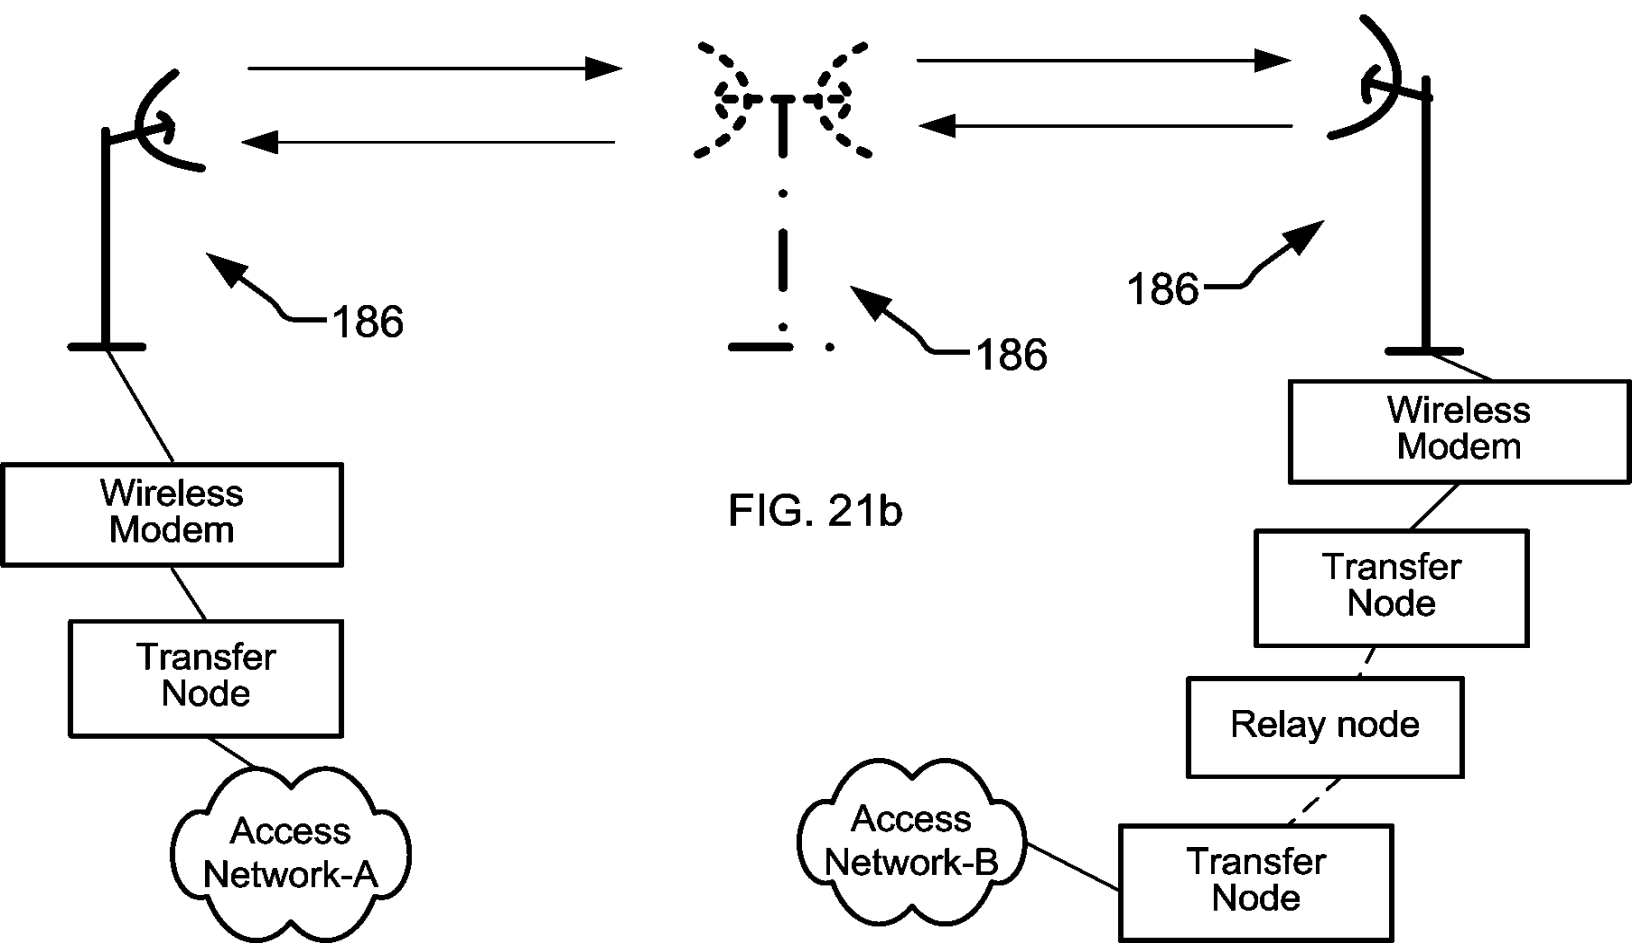 186
186
186
Wireless
Modem
Wireless
Modem
FIG. 21b
Transfer
Node
Transfer
Node
Relay node
Access
Network-A
Access
Network-B
Transfer
Node